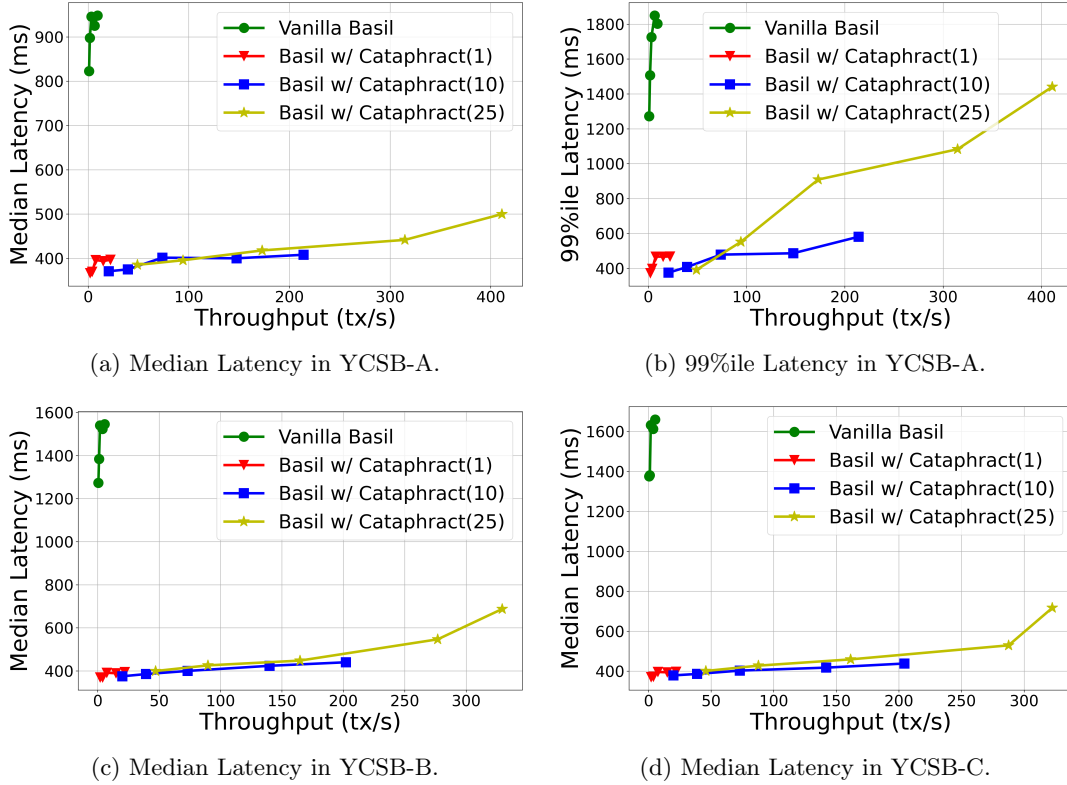 900
800
700
600
500
400
Median Latency (ms)
Vanilla Basil
Basil w/ Cataphract(1)
Basil w/ Cataphract(10)
Basil w/ Cataphract(25)
0 100 200 300 400
Throughput (tx/s)
(a) Median Latency in YCSB-A.
1800
1600
1400
1200
1000
800
600
400
99%ile Latency (ms)
Vanilla Basil
Basil w/ Cataphract(1)
Basil w/ Cataphract(10)
Basil w/ Cataphract(25)
0 100 200 300 400
Throughput (tx/s)
(b) 99%ile Latency in YCSB-A.
1600
1400
1200
1000
800
600
400
Median Latency (ms)
Vanilla Basil
Basil w/ Cataphract(1)
Basil w/ Cataphract(10)
Basil w/ Cataphract(25)
0 50 100 150 200 250 300
Throughput (tx/s)
(c) Median Latency in YCSB-B.
1600
1400
1200
1000
800
600
400
Median Latency (ms)
Vanilla Basil
Basil w/ Cataphract(1)
Basil w/ Cataphract(10)
Basil w/ Cataphract(25)
0 50 100 150 200 250 300
Throughput (tx/s)
(d) Median Latency in YCSB-C.